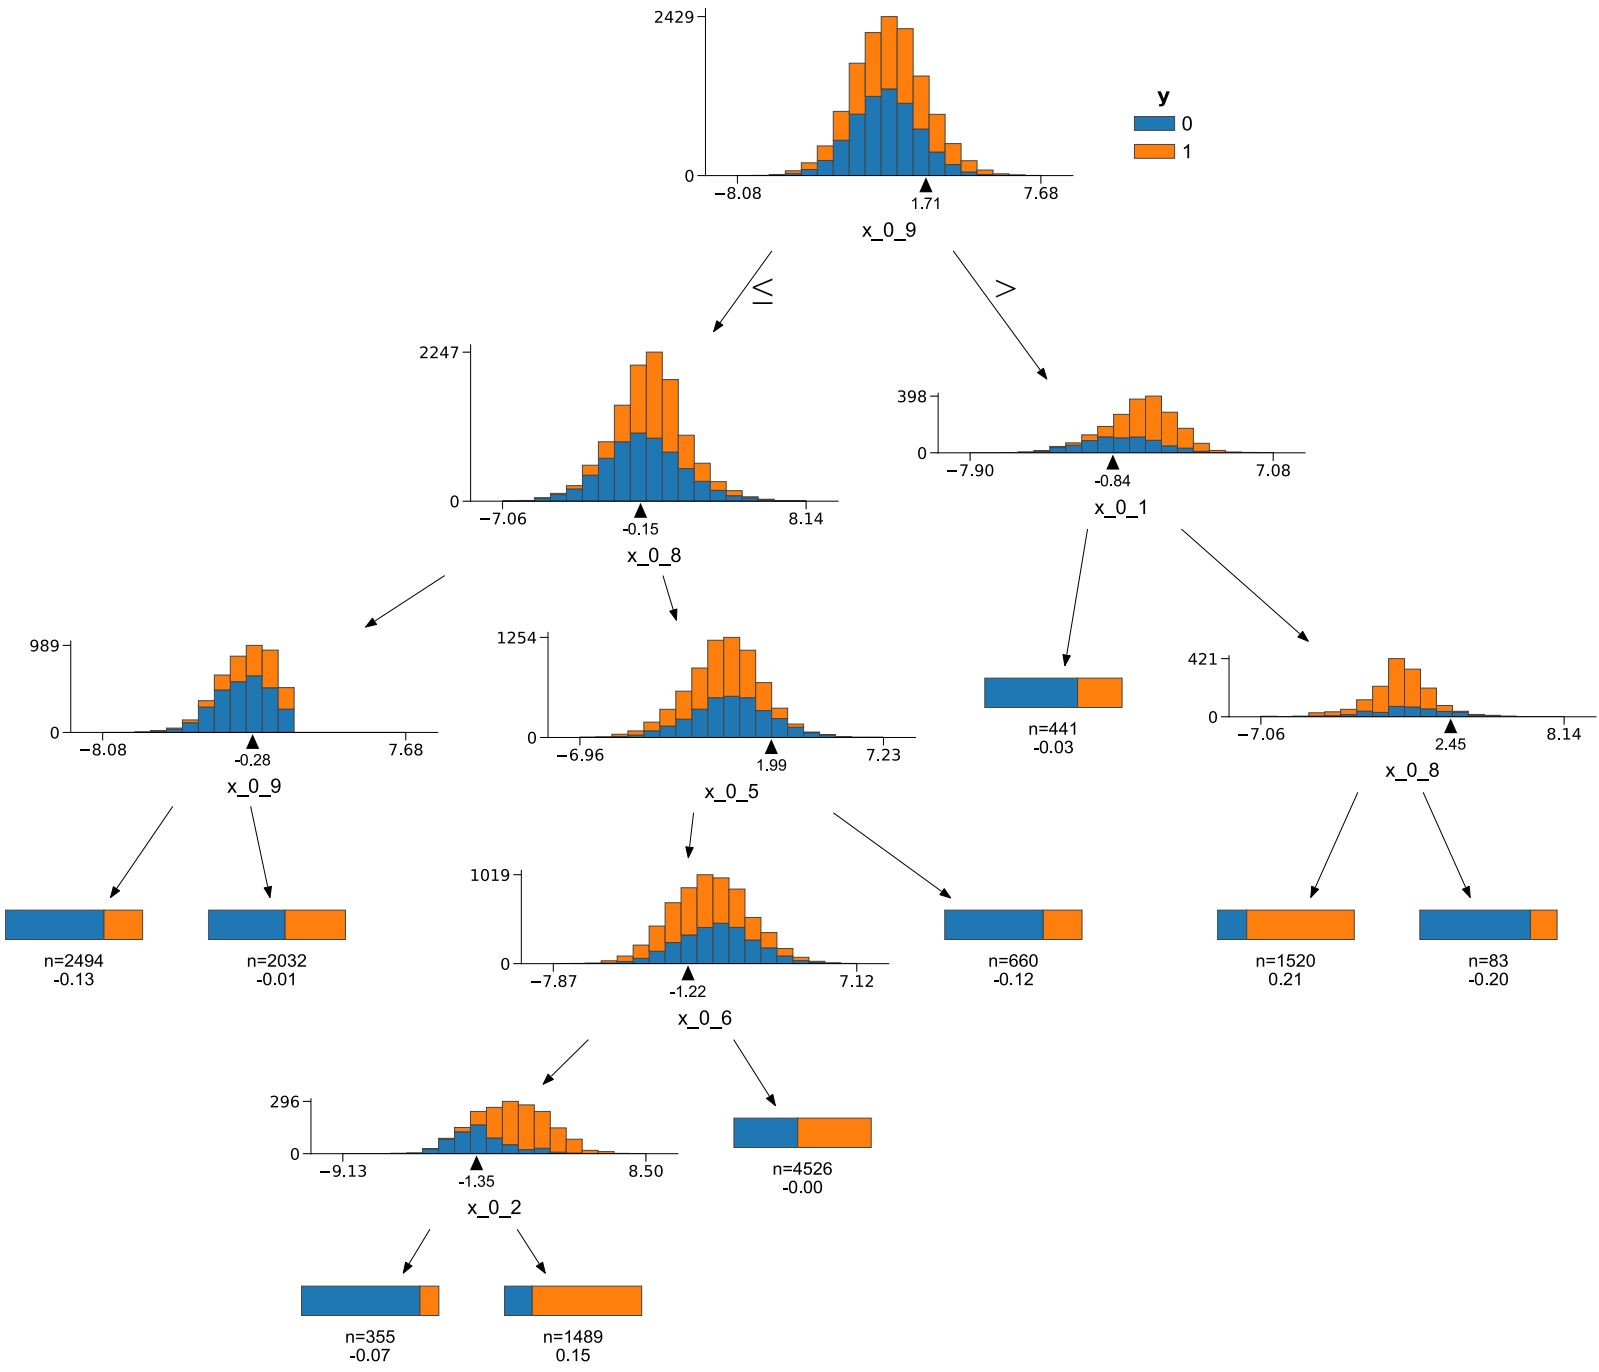 2429
0
−8.08
7.68
1.71
x_0_9
y
0
1
≤
>
2247
0
−7.06
8.14
-0.15
x_0_8
398
0
−7.90
7.08
-0.84
x_0_1
989
0
−8.08
7.68
-0.28
x_0_9
1254
0
−6.96
7.23
1.99
x_0_5
n=441
-0.03
421
0
−7.06
8.14
2.45
x_0_8
n=2494
-0.13
n=2032
-0.01
1019
0
−7.87
7.12
-1.22
x_0_6
n=660
-0.12
n=1520
0.21
n=83
-0.20
296
0
−9.13
8.50
-1.35
x_0_2
n=4526
-0.00
n=355
-0.07
n=1489
0.15